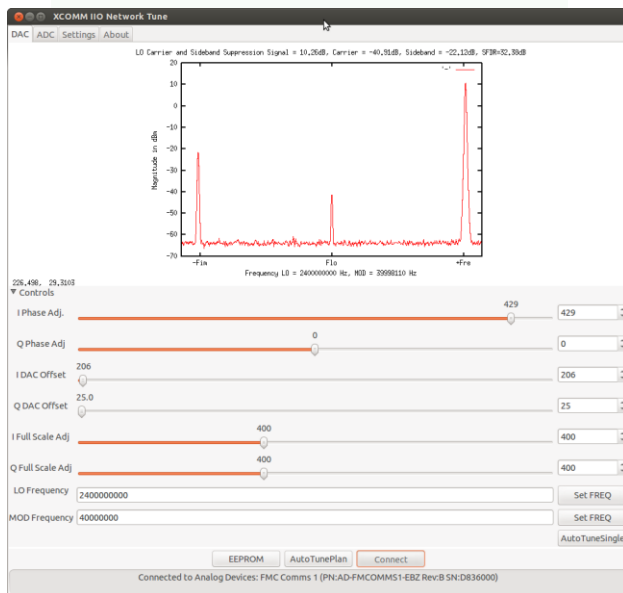 XCOMM IIO Network Tune
DAC ADC Settings About
LO Carrier and Sideband Suppression Signal = 10.26dB, Carrier = -40.91dB, Sideband = -22.12dB, SFDR=32.38dB
20
"-"
10
0
-10
-20
-30
-40
-50
-60
-70
Magnitude in dBm
-Fim Flo +Fre
Frequency LO = 2400000000 Hz, MOD = 39998110 Hz
226,498, 29,3103
Controls
I Phase Adj. 429 429
Q Phase Adj 0 0
I DAC Offset 206 206
Q DAC Offset 25.0 25
I Full Scale Adj 400 400
Q Full Scale Adj 400 400
LO Frequency 2400000000 Set FREQ
MOD Frequency 40000000 Set FREQ
AutoTuneSingle
EEPROM AutoTunePlan Connect
Connected to Analog Devices: FMC Comms 1 (PN:AD-FMCOMMS1-EBZ Rev:B SN:D836000)